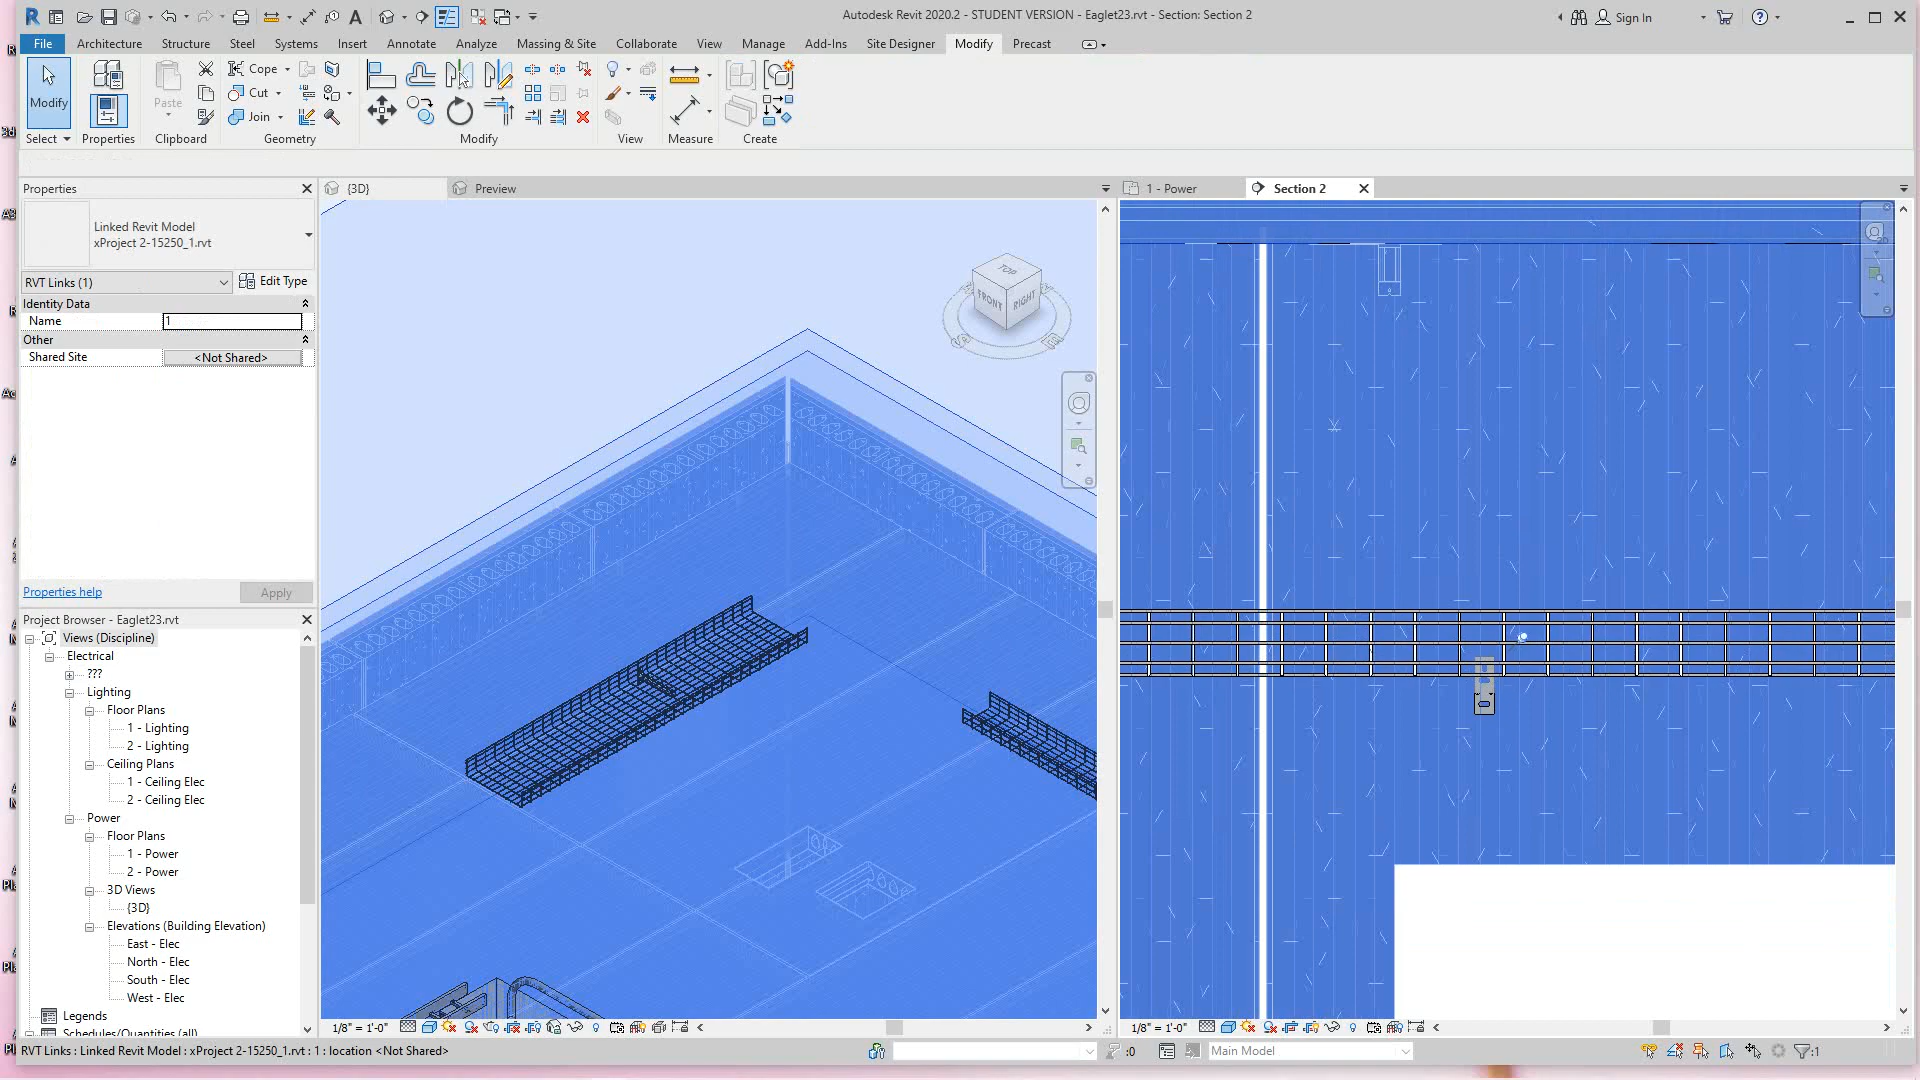 Autodesk Revit 2020.2 - STUDENT VERSION - Eaglet23.rvt - Section: Section 2
Sign In
File
Architecture
Structure
Steel
Systems
Insert
Annotate
Analyze
Massing & Site
Collaborate
View
Manage
Add-Ins
Site Designer
Modify
Precast
Modify
Paste
Cope
Cut
Join
Select
Properties
Clipboard
Geometry
Modify
View
Measure
Create
Properties
{3D}
Preview
1 - Power
Section 2
Linked Revit Model
xProject 2-15250_1.rvt
RVT Links (1)
Edit Type
Identity Data
Name
1
Other
Shared Site
<Not Shared>
Properties help
Apply
TOP
FRONT
RIGHT
Project Browser - Eaglet23.rvt
Views (Discipline)
Electrical
???
Lighting
Floor Plans
1 - Lighting
2 - Lighting
Ceiling Plans
1 - Ceiling Elec
2 - Ceiling Elec
Power
Floor Plans
1 - Power
2 - Power
3D Views
{3D}
Elevations (Building Elevation)
East - Elec
North - Elec
South - Elec
West - Elec
Legends
Schedules/Quantities (all)
1/8" = 1'-0"
1/8" = 1'-0"
RVT Links : Linked Revit Model : xProject 2-15250_1.rvt : 1 : location <Not Shared>
:0
Main Model
:1